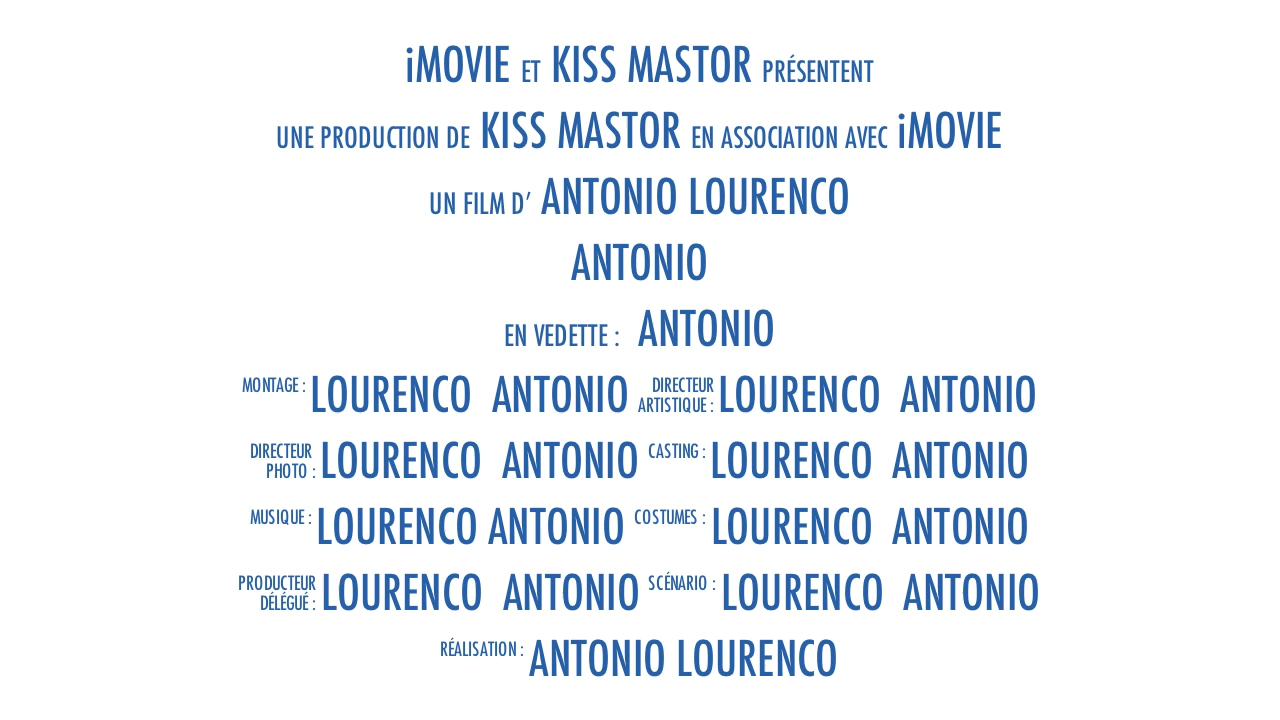 iMOVIE ET KISS MASTOR PRÉSENTENT
UNE PRODUCTION DE KISS MASTOR EN ASSOCIATION AVEC iMOVIE
UN FILM D’ ANTONIO LOURENCO
ANTONIO
EN VEDETTE : ANTONIO
MONTAGE : LOURENCO ANTONIO DIRECTEUR ARTISTIQUE : LOURENCO ANTONIO
DIRECTEUR PHOTO : LOURENCO ANTONIO CASTING : LOURENCO ANTONIO
MUSIQUE : LOURENCO ANTONIO COSTUMES : LOURENCO ANTONIO
PRODUCTEUR DÉLÉGUÉ : LOURENCO ANTONIO SCÉNARIO : LOURENCO ANTONIO
RÉALISATION : ANTONIO LOURENCO